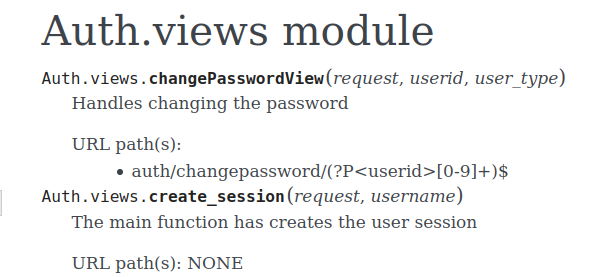 Auth.views module
Auth.views.changePasswordView(request, userid, user_type)
Handles changing the password
URL path(s):
• auth/changepassword/(?P<userid>[0-9]+)$
Auth.views.create_session(request, username)
The main function has creates the user session
URL path(s): NONE